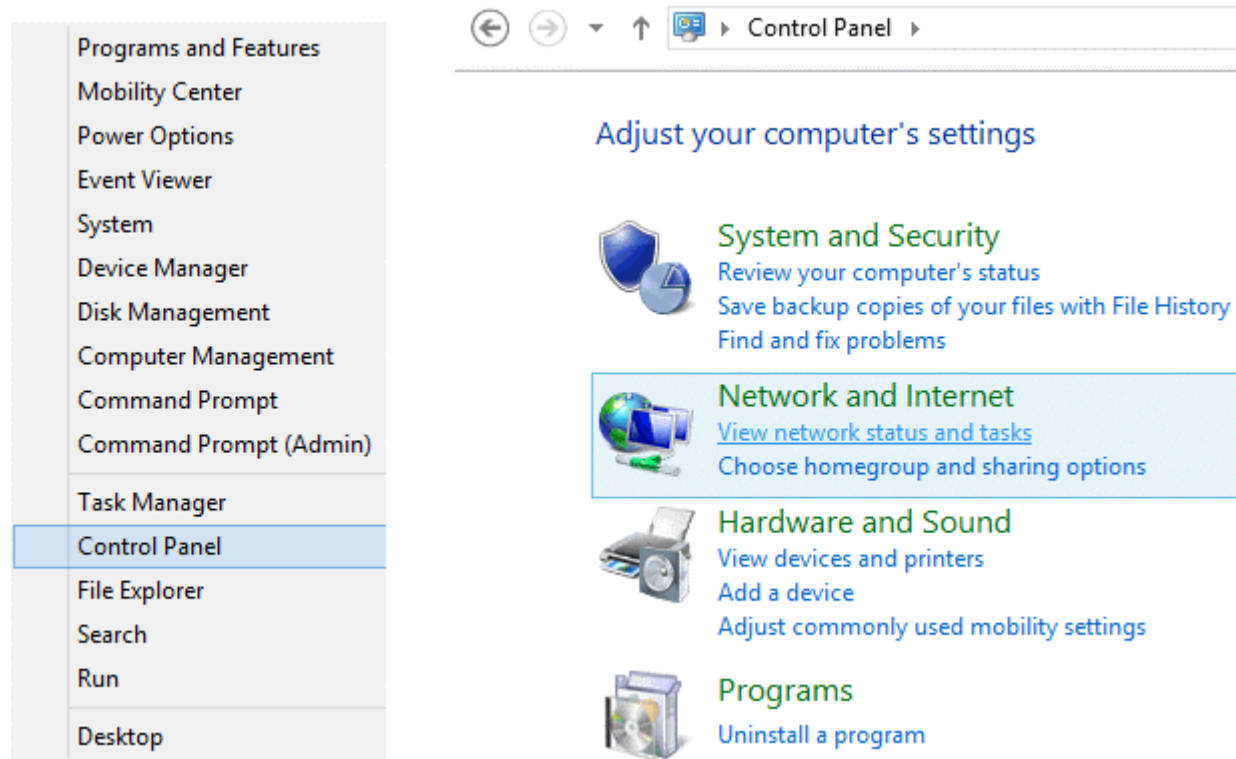 Programs and Features
Mobility Center
Power Options
Event Viewer
System
Device Manager
Disk Management
Computer Management
Command Prompt
Command Prompt (Admin)
Task Manager
Control Panel
File Explorer
Search
Run
Desktop
Control Panel
Adjust your computer's settings
System and Security
Review your computer's status
Save backup copies of your files with File History
Find and fix problems
Network and Internet
View network status and tasks
Choose homegroup and sharing options
Hardware and Sound
View devices and printers
Add a device
Adjust commonly used mobility settings
Programs
Uninstall a program